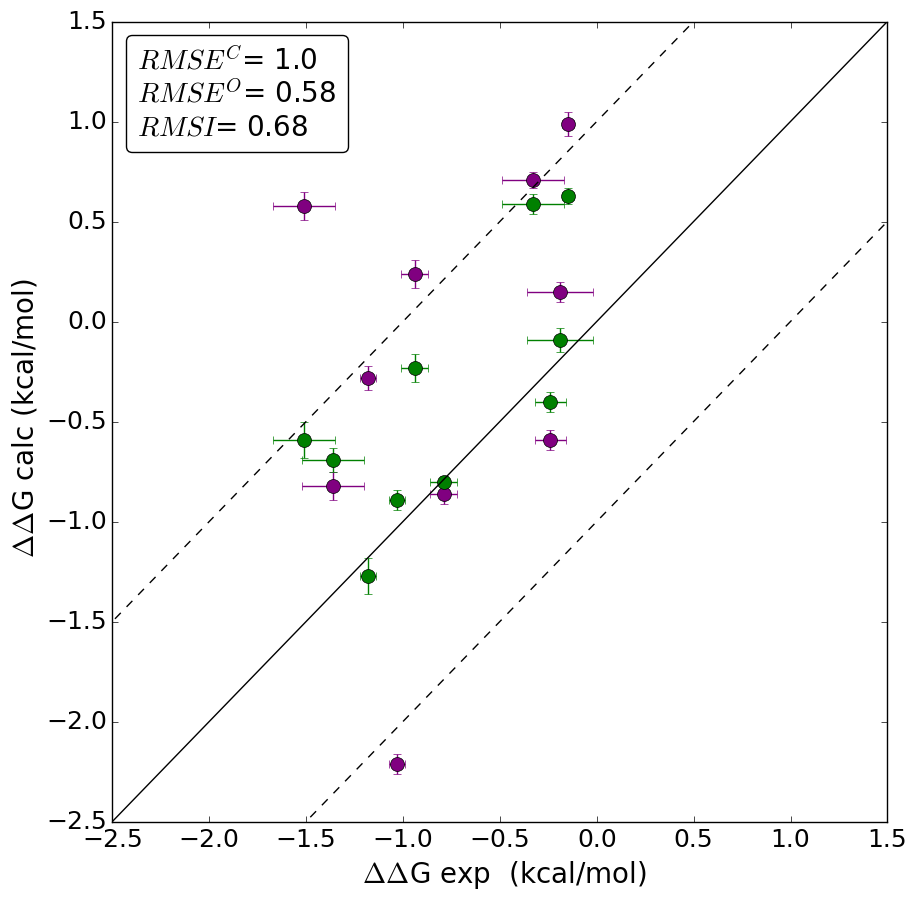 RMSE^C= 1.0
RMSE^O= 0.58
RMSI= 0.68
1.5
1.0
0.5
0.0
−0.5
−1.0
−1.5
−2.0
−2.5
ΔΔG calc (kcal/mol)
−2.5 −2.0 −1.5 −1.0 −0.5 0.0 0.5 1.0 1.5
ΔΔG exp (kcal/mol)